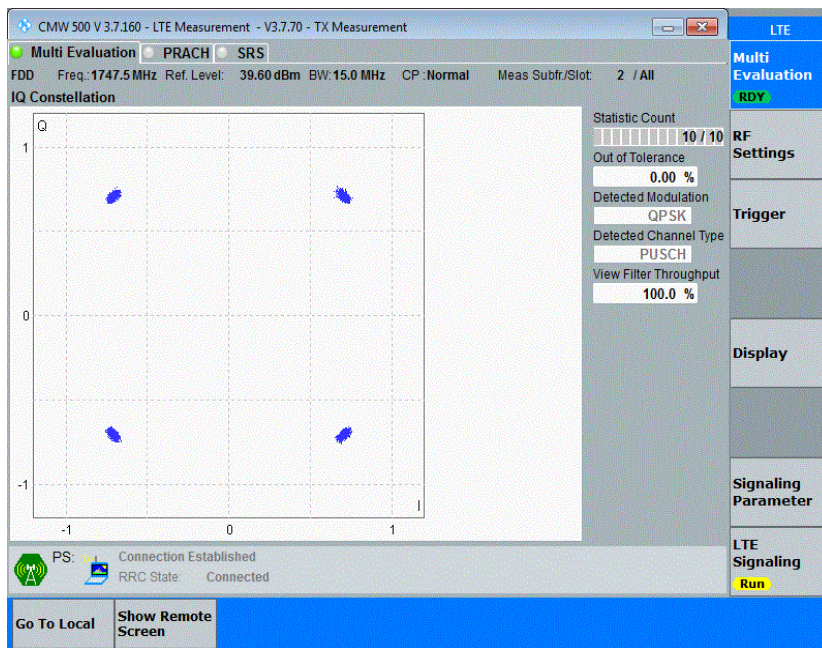 CMW 500 V 3.7.160 - LTE Measurement - V3.7.70 - TX Measurement
LTE
Multi Evaluation PRACH SRS
FDD Freq.: 1747.5 MHz Ref. Level: 39.60 dBm BW: 15.0 MHz CP : Normal Meas Subfr./Slot: 2 / All
IQ Constellation
Q
1
0
-1
-1 0 1
I
Statistic Count
10 / 10
Out of Tolerance
0.00 %
Detected Modulation
QPSK
Detected Channel Type
PUSCH
View Filter Throughput
100.0 %
Multi
Evaluation
RDY
RF
Settings
Trigger
Display
Signaling
Parameter
LTE
Signaling
Run
PS: Connection Established
RRC State: Connected
Go To Local
Show Remote
Screen